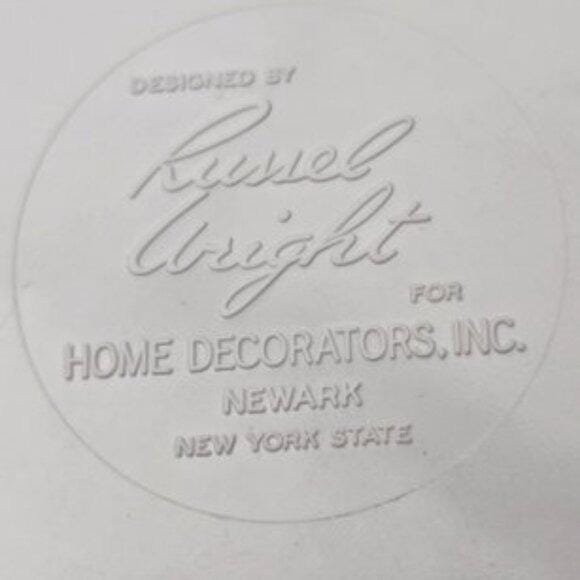 DESIGNED BY
Russel
Wright
FOR
HOME DECORATORS, INC.
NEWARK
NEW YORK STATE